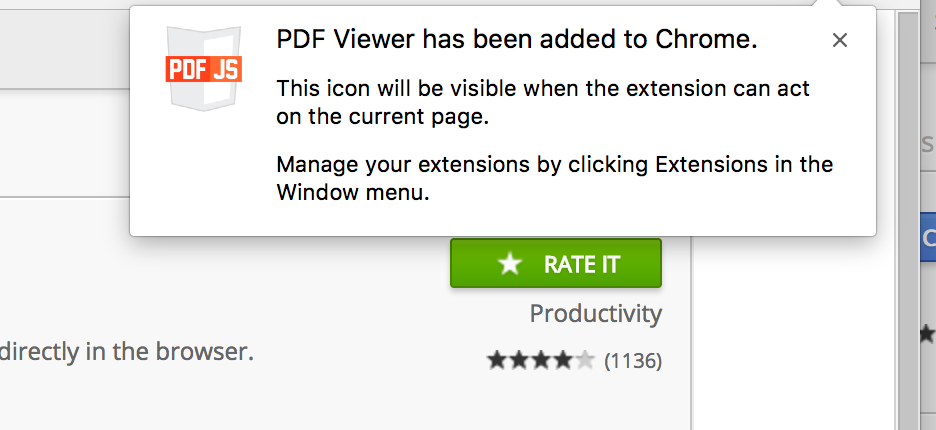 PDF Viewer has been added to Chrome.
PDF JS
This icon will be visible when the extension can act
on the current page.
Manage your extensions by clicking Extensions in the
Window menu.
RATE IT
Productivity
directly in the browser.
(1136)